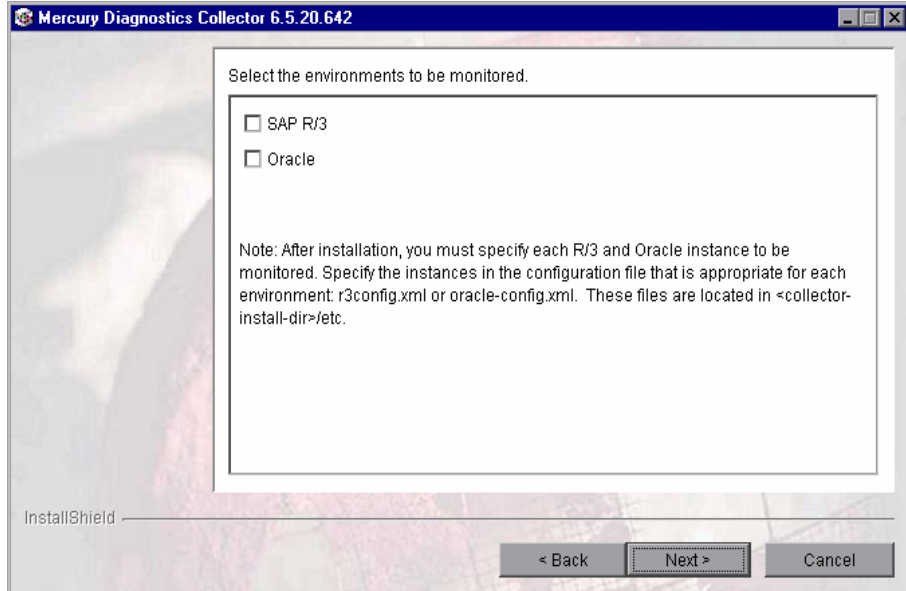 Mercury Diagnostics Collector 6.5.20.642
Select the environments to be monitored.
SAP R/3
Oracle
Note: After installation, you must specify each R/3 and Oracle instance to be
monitored. Specify the instances in the configuration file that is appropriate for each
environment: r3config.xml or oracle-config.xml.  These files are located in <collector-
install-dir>/etc.
InstallShield
< Back
Next >
Cancel